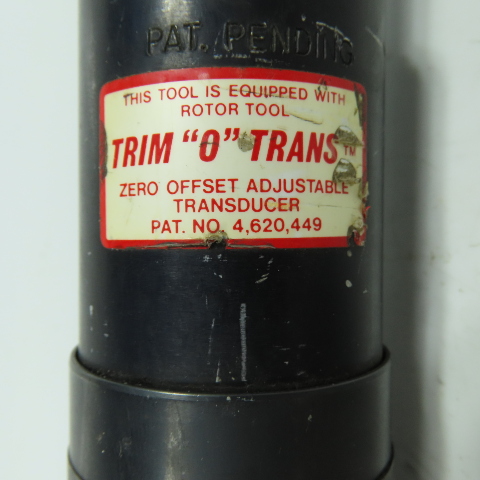 PAT. PENDING
THIS TOOL IS EQUIPPED WITH
ROTOR TOOL
TRIM "O" TRANS™
ZERO OFFSET ADJUSTABLE
TRANSDUCER
PAT. NO. 4,620,449